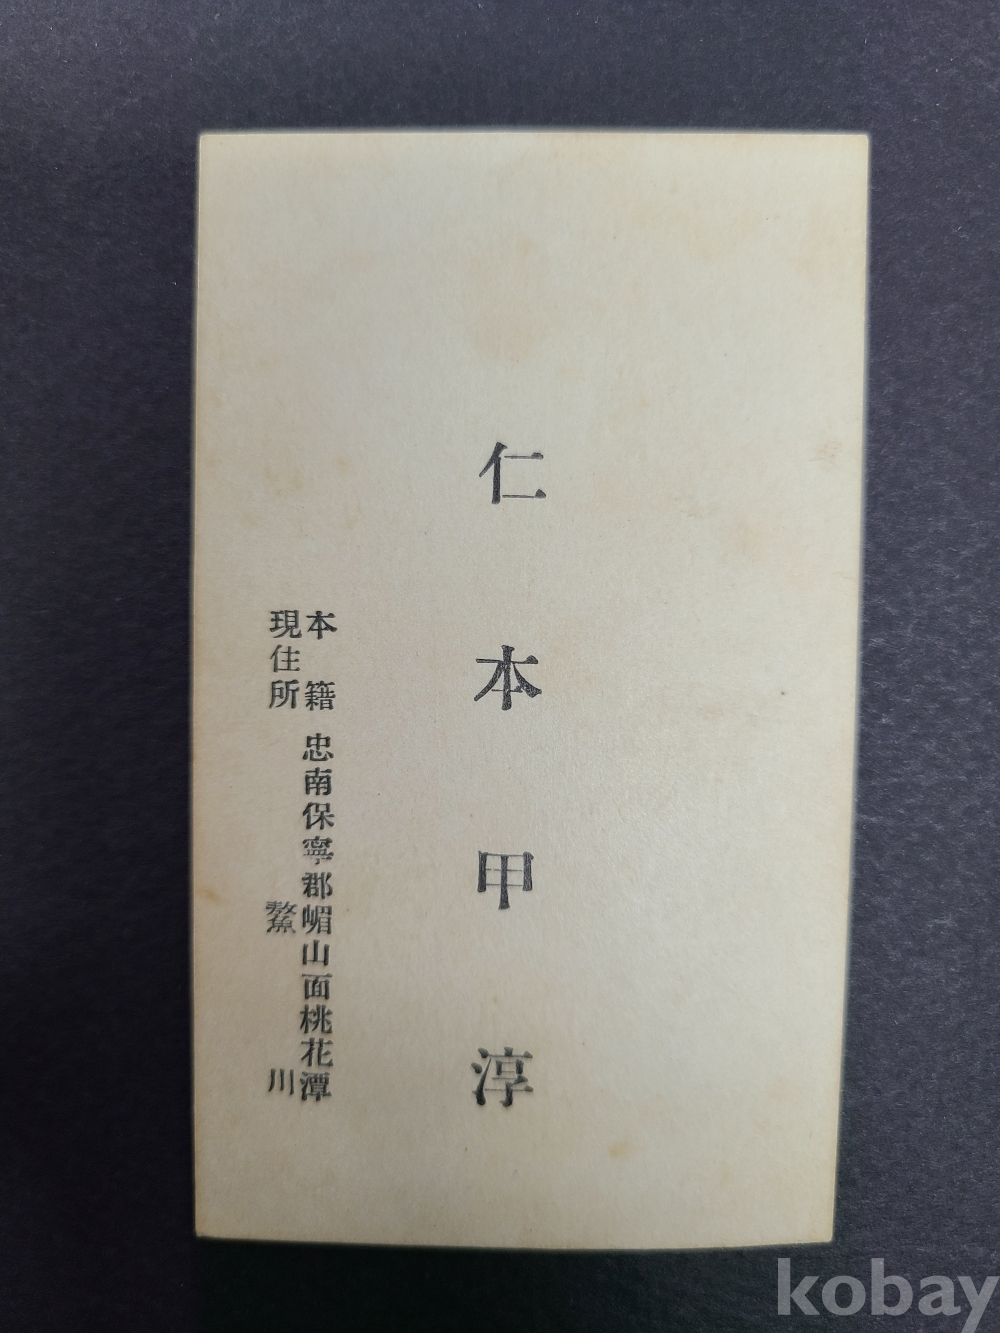 仁本甲淳
本籍 忠南保寧郡嵋山面桃花潭
現住所 鰲川
kobay